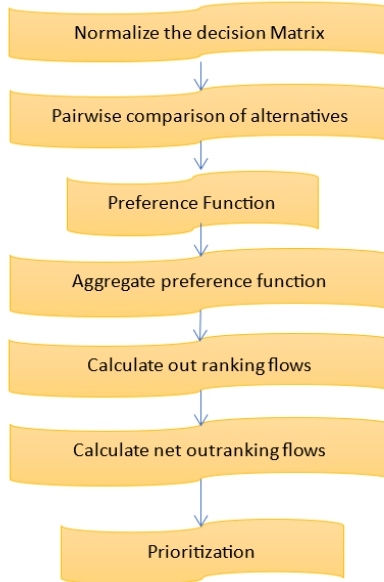 Normalize the decision Matrix
Pairwise comparison of alternatives
Preference Function
Aggregate preference function
Calculate out ranking flows
Calculate net outranking flows
Prioritization